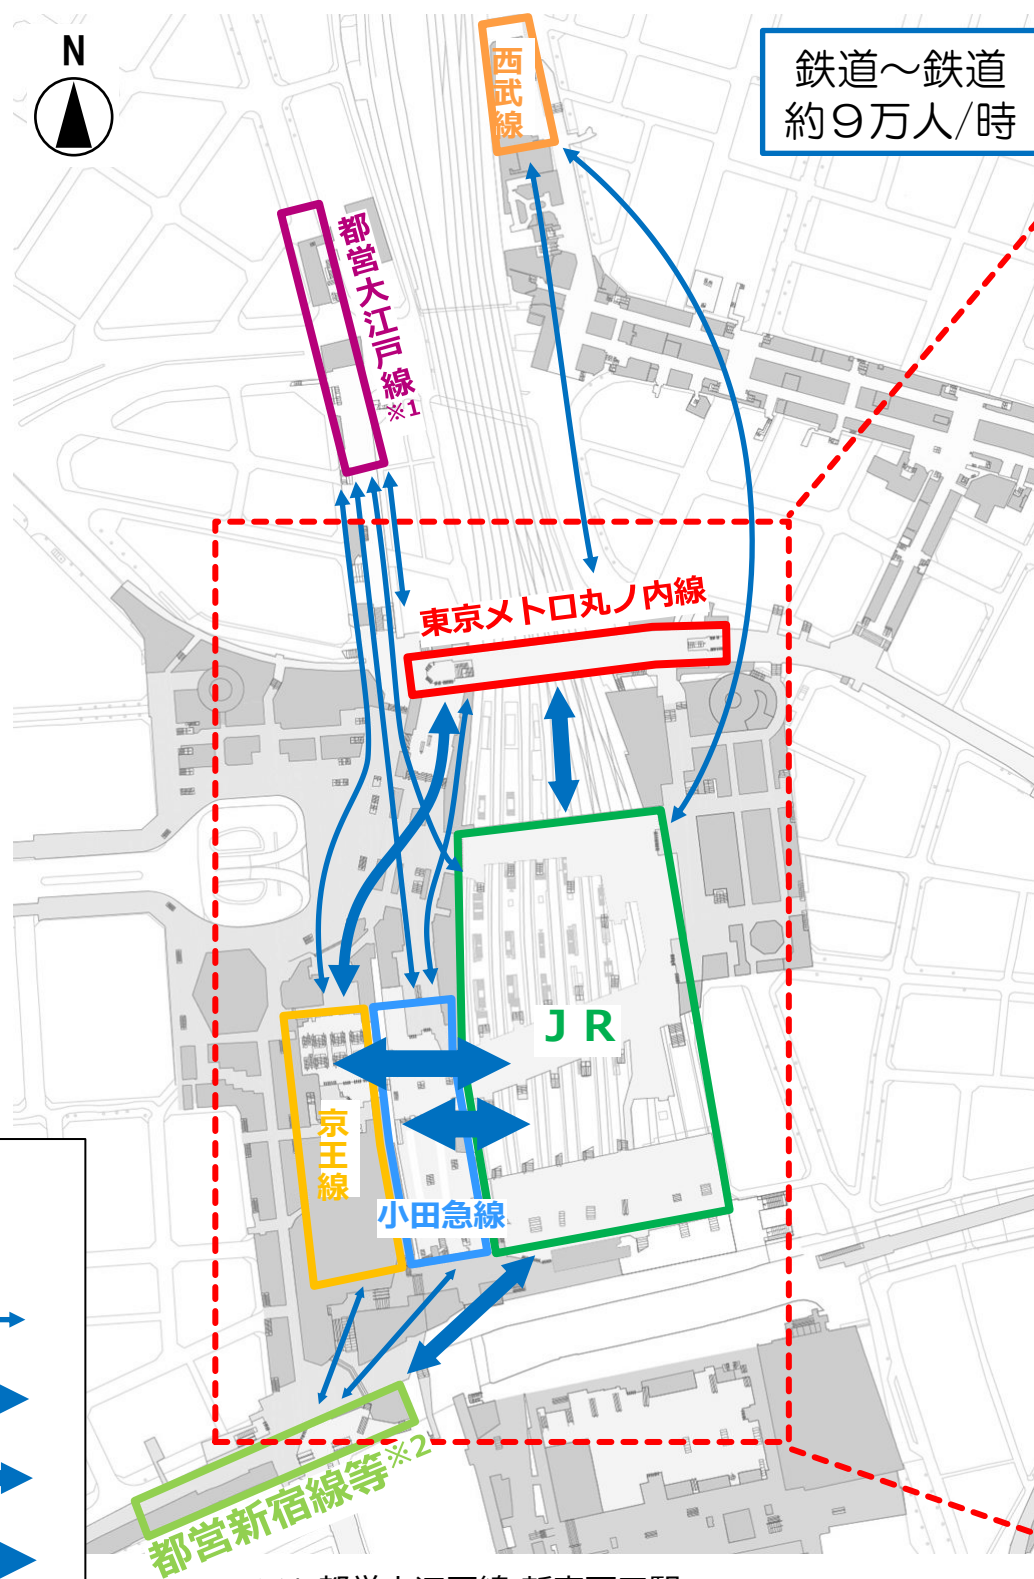 N
鉄道～鉄道
約９万人/時
西武線
都営大江戸線※1
東京メトロ丸ノ内線
ＪＲ
京王線
小田急線
都営新宿線等※2